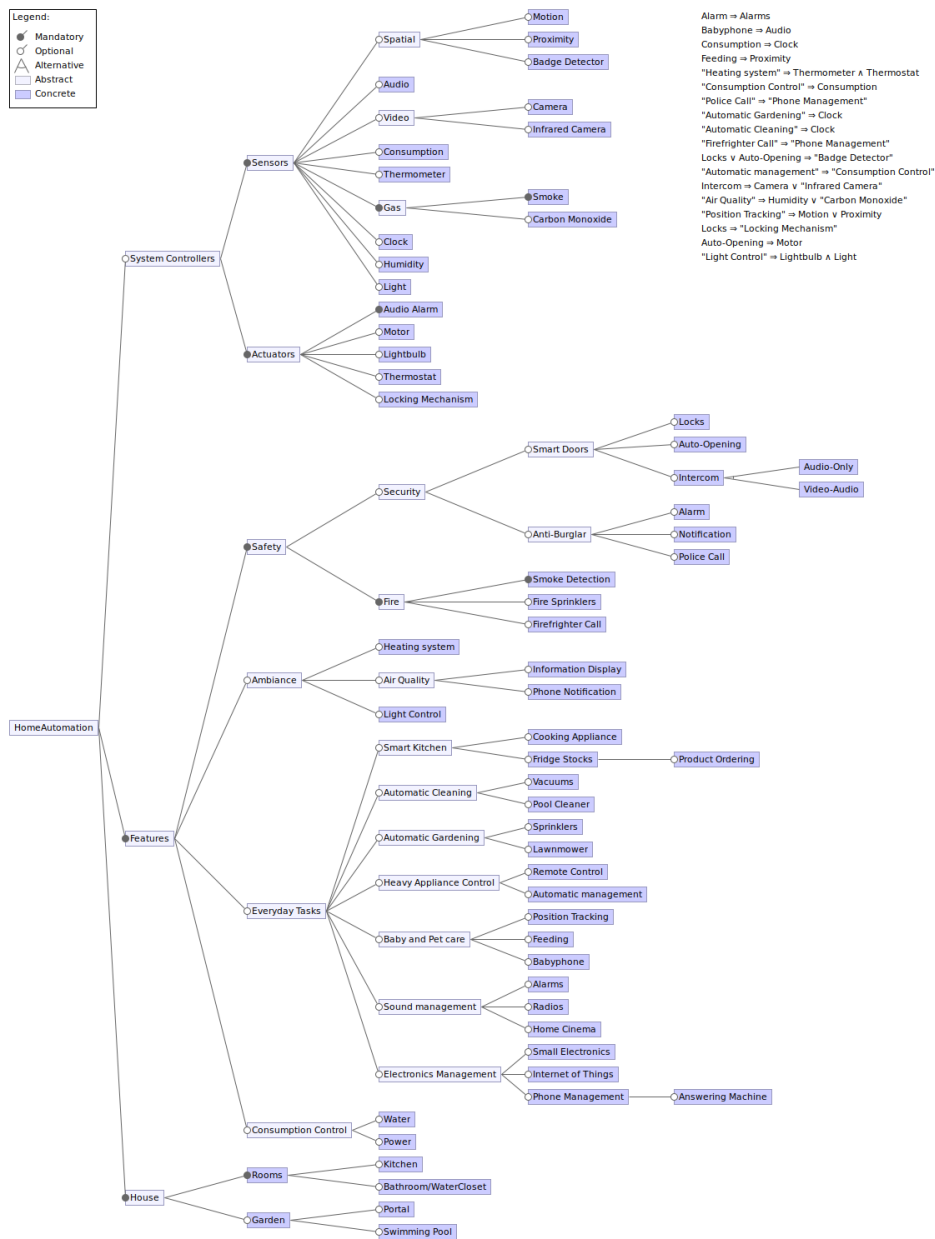 Legend:
Mandatory
Optional
Alternative
Abstract
Concrete
Alarm ⇒ Alarms
Babyphone ⇒ Audio
Consumption ⇒ Clock
Feeding ⇒ Proximity
"Heating system" ⇒ Thermometer ∧ Thermostat
"Consumption Control" ⇒ Consumption
"Police Call" ⇒ "Phone Management"
"Automatic Gardening" ⇒ Clock
"Automatic Cleaning" ⇒ Clock
"Firefrighter Call" ⇒ "Phone Management"
Locks ∨ Auto-Opening ⇒ "Badge Detector"
"Automatic management" ⇒ "Consumption Control"
Intercom ⇒ Camera ∨ "Infrared Camera"
"Air Quality" ⇒ Humidity ∨ "Carbon Monoxide"
"Position Tracking" ⇒ Motion ∨ Proximity
Locks ⇒ "Locking Mechanism"
Auto-Opening ⇒ Motor
"Light Control" ⇒ Lightbulb ∧ Light
HomeAutomation
System Controllers
Sensors
Spatial
Motion
Proximity
Badge Detector
Audio
Video
Camera
Infrared Camera
Consumption
Thermometer
Gas
Smoke
Carbon Monoxide
Clock
Humidity
Light
Actuators
Audio Alarm
Motor
Lightbulb
Thermostat
Locking Mechanism
Features
Safety
Security
Smart Doors
Locks
Auto-Opening
Intercom
Audio-Only
Video-Audio
Anti-Burglar
Alarm
Notification
Police Call
Fire
Smoke Detection
Fire Sprinklers
Firefrighter Call
Ambiance
Heating system
Air Quality
Information Display
Phone Notification
Light Control
Everyday Tasks
Smart Kitchen
Cooking Appliance
Fridge Stocks
Product Ordering
Automatic Cleaning
Vacuums
Pool Cleaner
Automatic Gardening
Sprinklers
Lawnmower
Heavy Appliance Control
Remote Control
Automatic management
Baby and Pet care
Position Tracking
Feeding
Babyphone
Sound management
Alarms
Radios
Home Cinema
Electronics Management
Small Electronics
Internet of Things
Phone Management
Answering Machine
Consumption Control
Water
Power
House
Rooms
Kitchen
Bathroom/WaterCloset
Garden
Portal
Swimming Pool